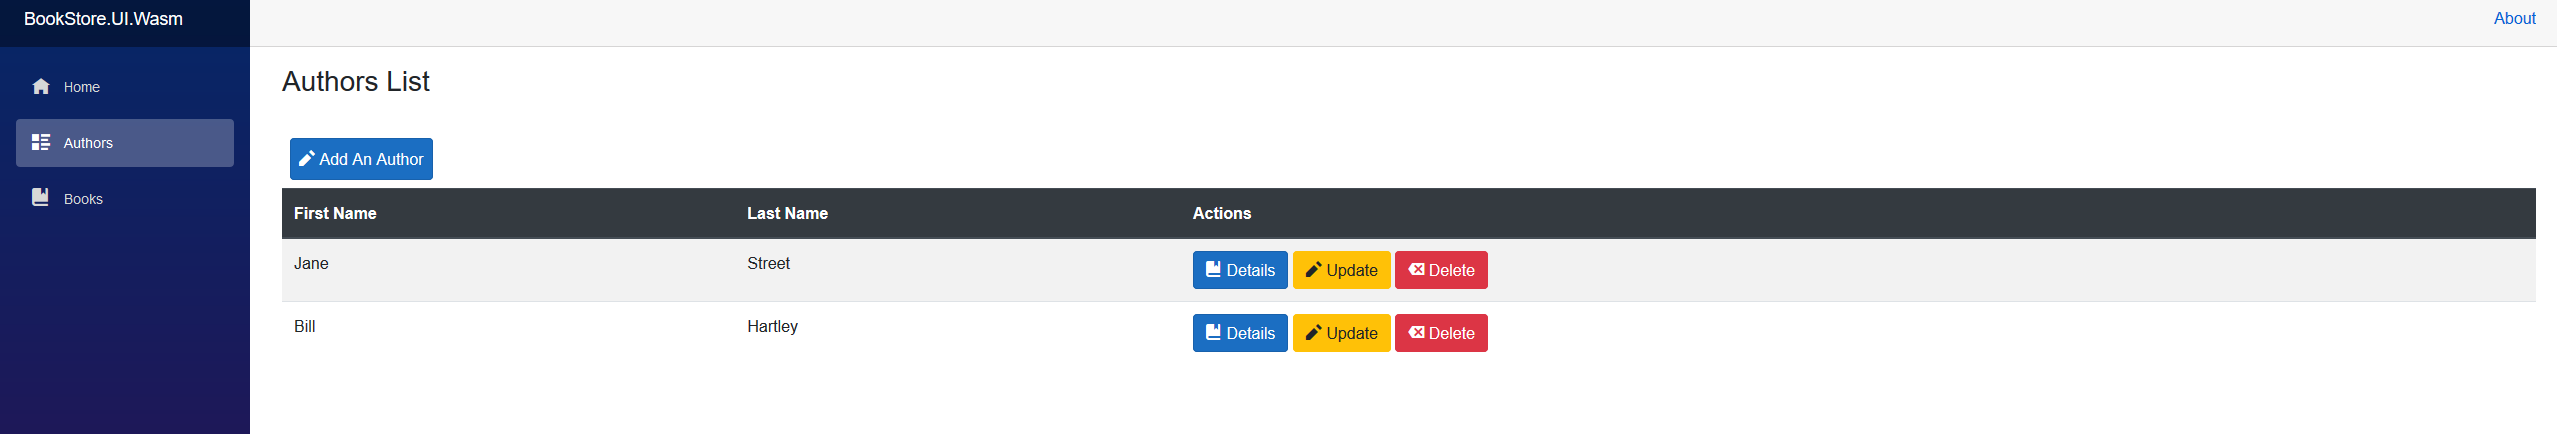 BookStore.UI.Wasm
About
Home
Authors
Books
Authors List
Add An Author
First Name Last Name Actions
Jane Street Details Update Delete
Bill Hartley Details Update Delete